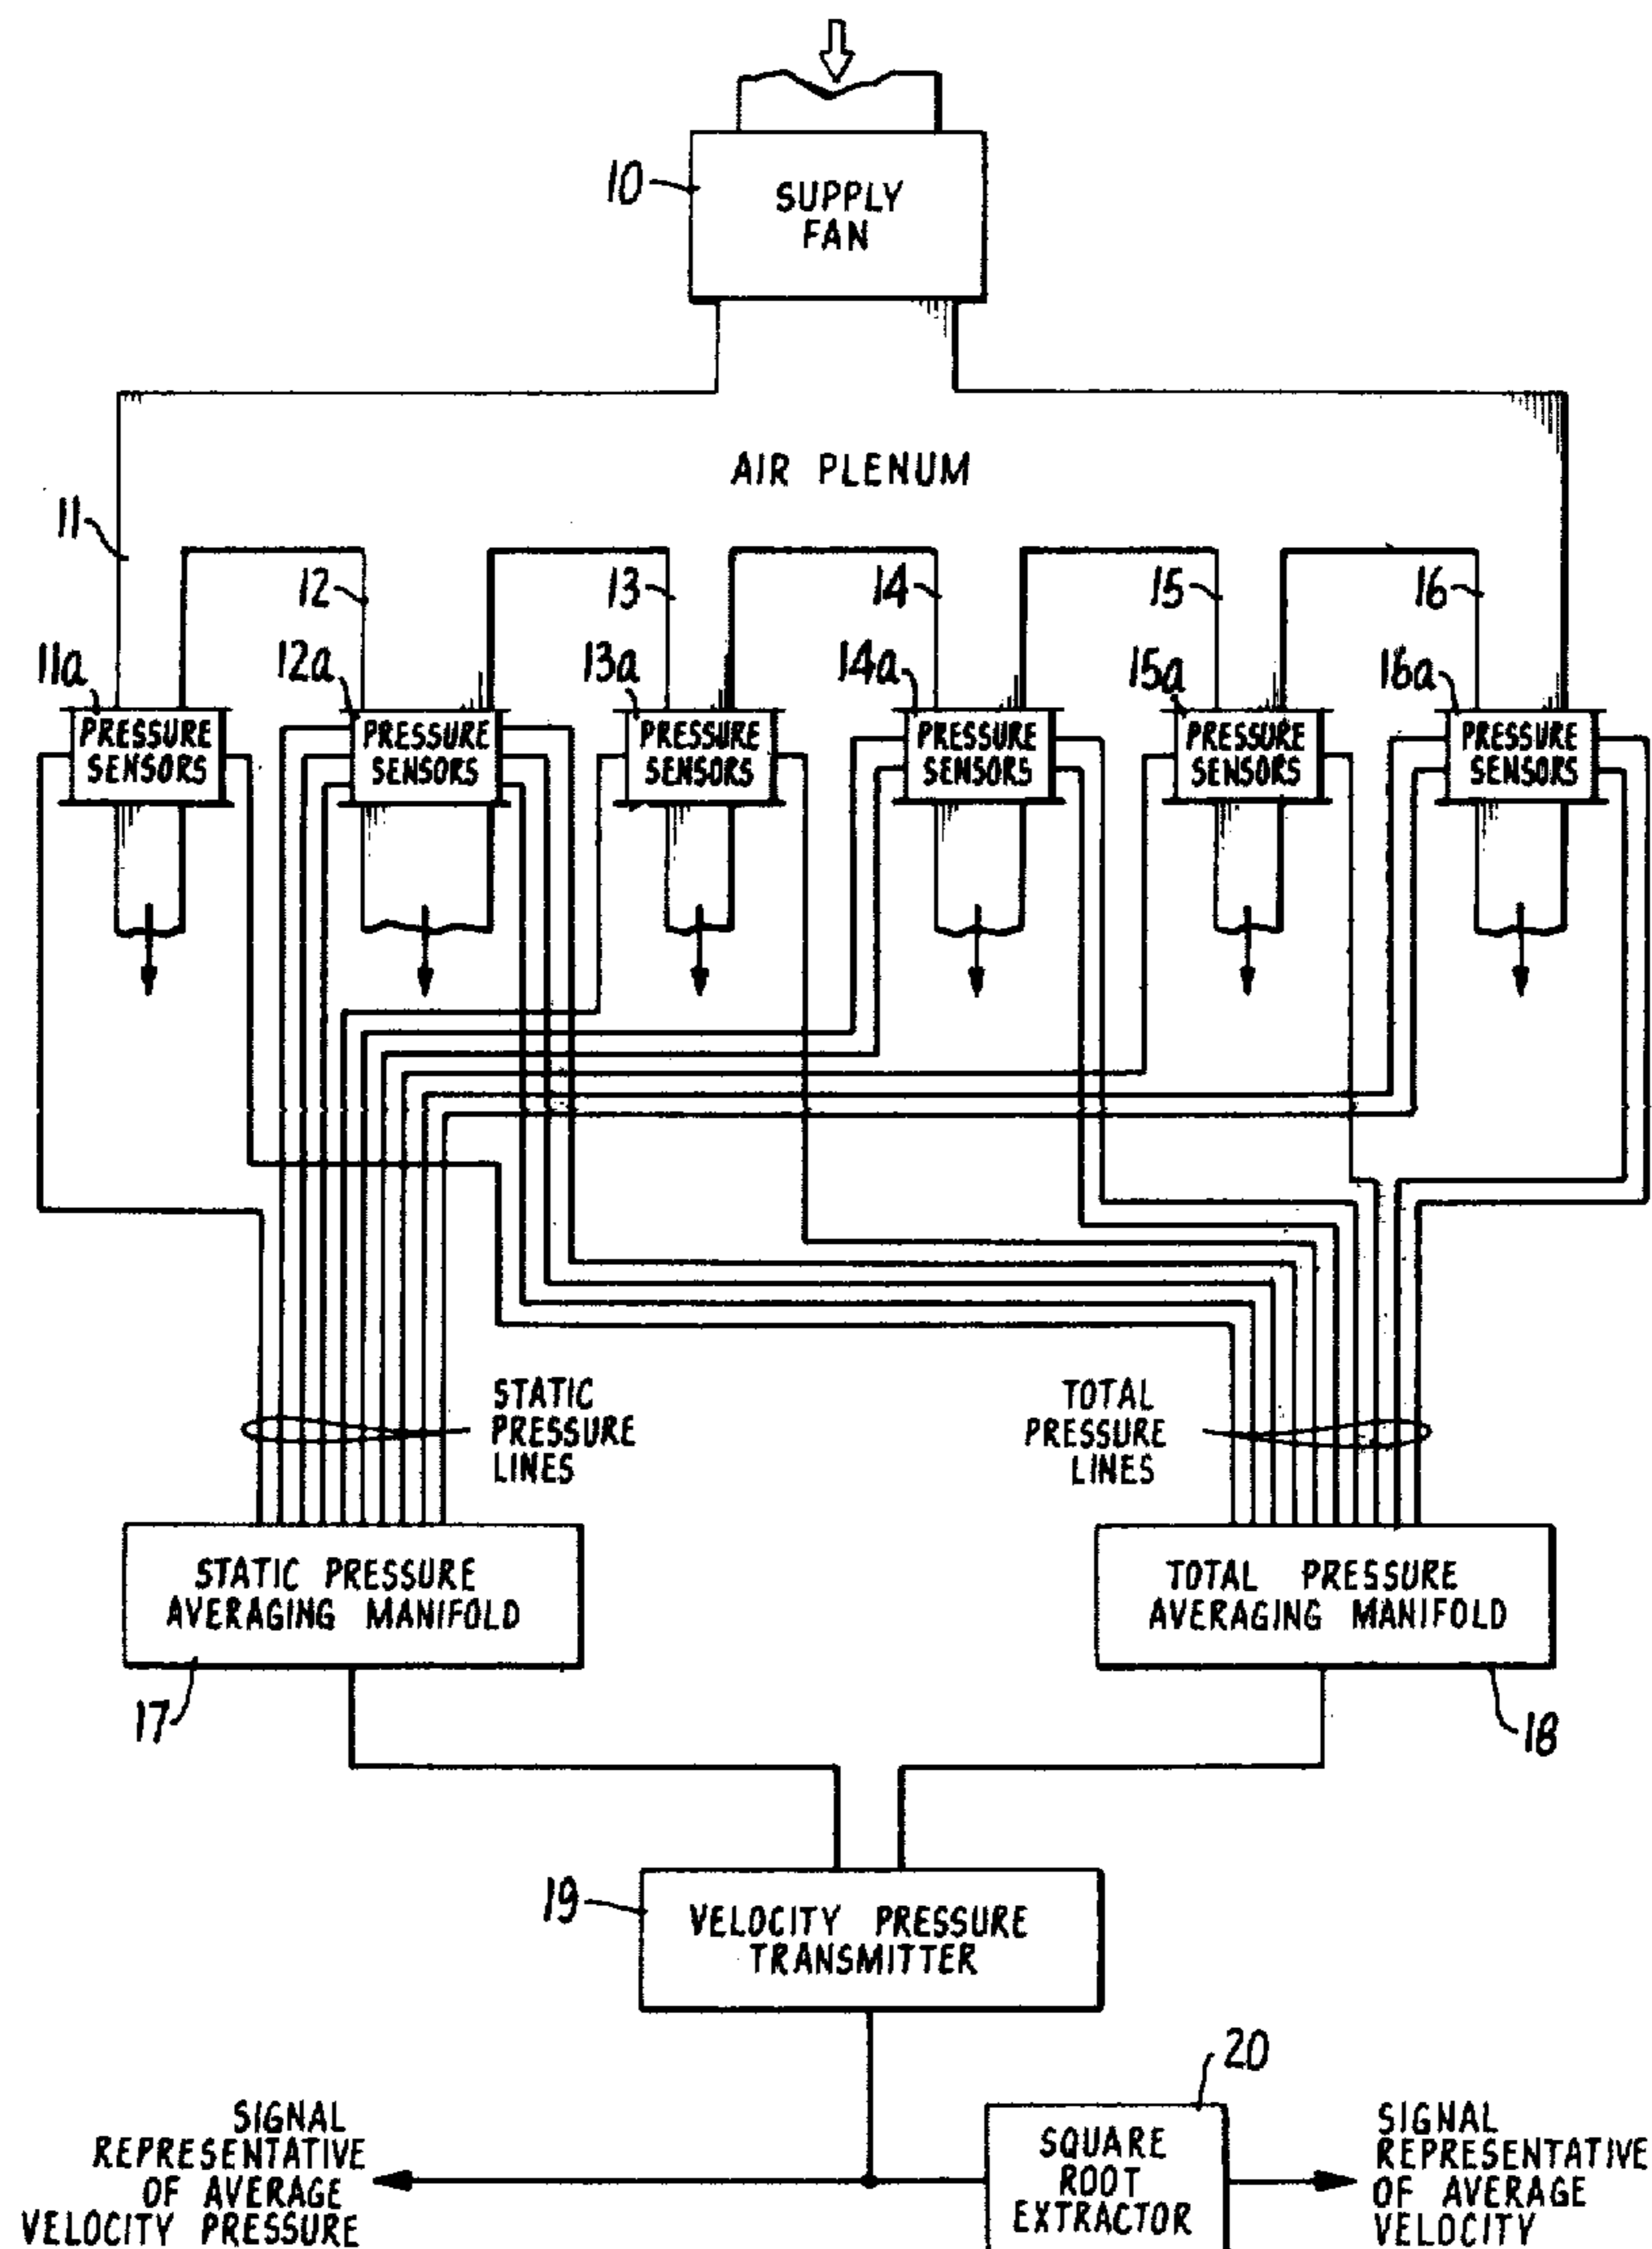 10
SUPPLY
FAN
AIR PLENUM
11
12
13
14
15
16
11a
12a
13a
14a
15a
16a
PRESSURE
SENSORS
PRESSURE
SENSORS
PRESSURE
SENSORS
PRESSURE
SENSORS
PRESSURE
SENSORS
PRESSURE
SENSORS
STATIC
PRESSURE
LINES
TOTAL
PRESSURE
LINES
STATIC PRESSURE
AVERAGING MANIFOLD
TOTAL PRESSURE
AVERAGING MANIFOLD
17
18
19
VELOCITY PRESSURE
TRANSMITTER
20
SIGNAL
REPRESENTATIVE
OF AVERAGE
VELOCITY PRESSURE
SQUARE
ROOT
EXTRACTOR
SIGNAL
REPRESENTATIVE
OF AVERAGE
VELOCITY